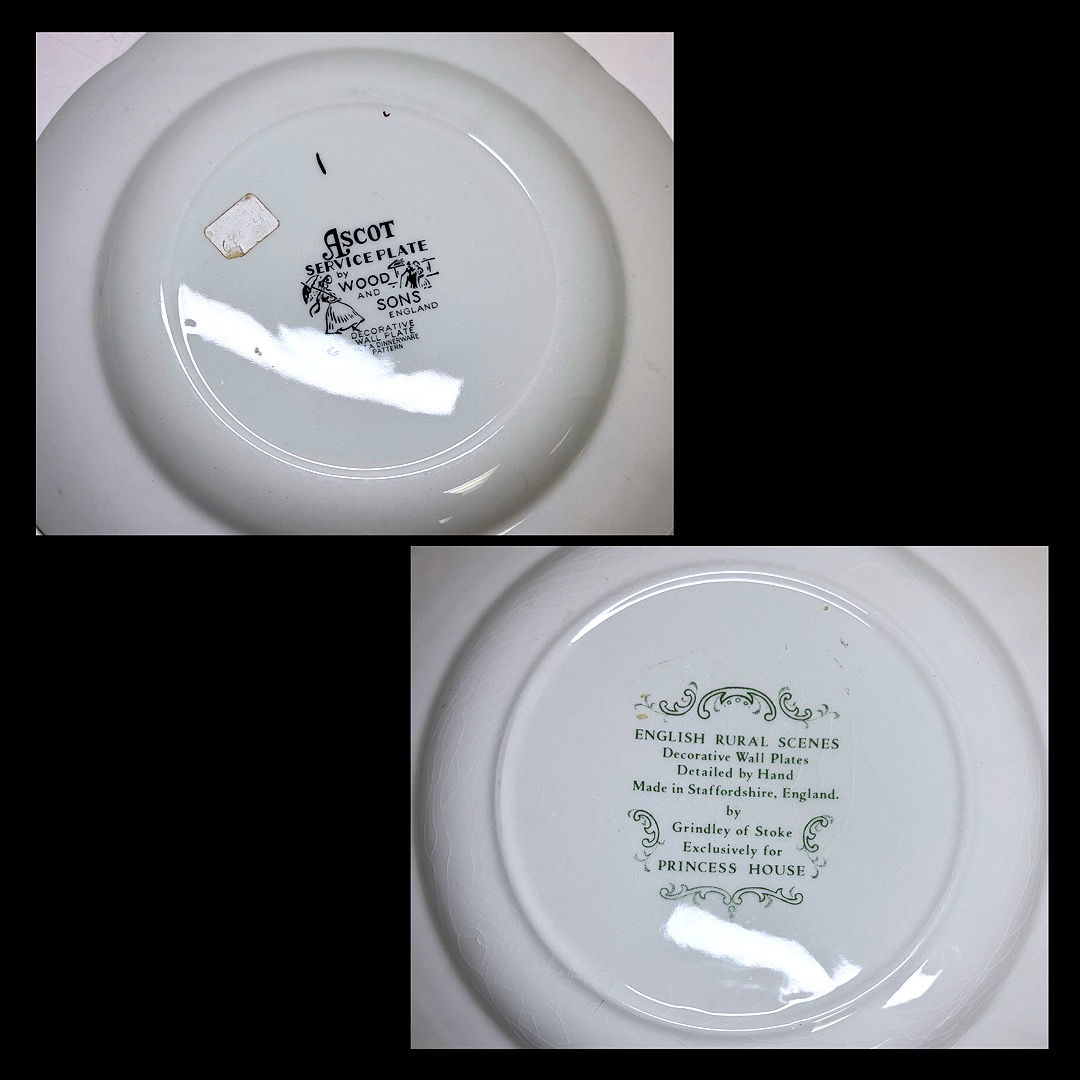 ASCOT
SERVICE PLATE
by
WOOD
AND
SONS
ENGLAND
DECORATIVE
WALL PLATE
A DINNERWARE
PATTERN
ENGLISH RURAL SCENES
Decorative Wall Plates
Detailed by Hand
Made in Staffordshire, England.
by
Grindley of Stoke
Exclusively for
PRINCESS HOUSE